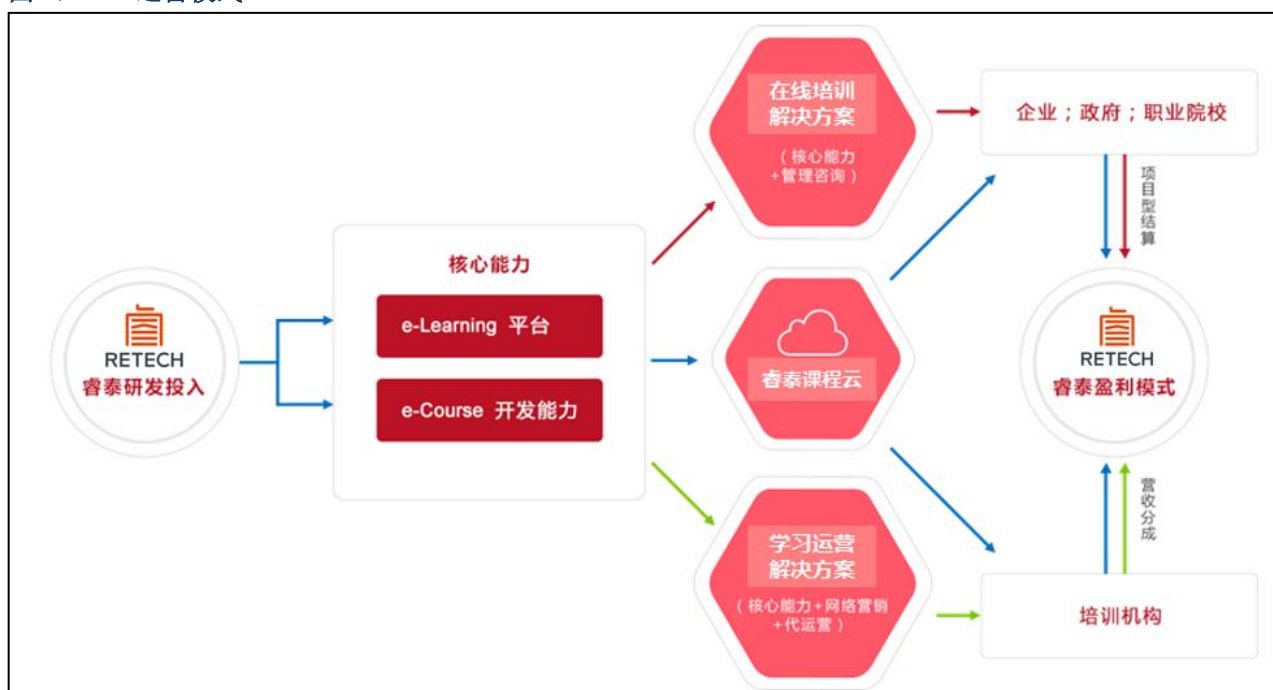 在线培训
解决方案
（核心能力
+管理咨询）
企业；政府；职业院校
项目型结算
核心能力
e-Learning 平台
e-Course 开发能力
RETECH
睿泰研发投入
睿泰课程云
RETECH
睿泰盈利模式
营收分成
学习运营
解决方案
（核心能力+网络营销
+代运营）
培训机构